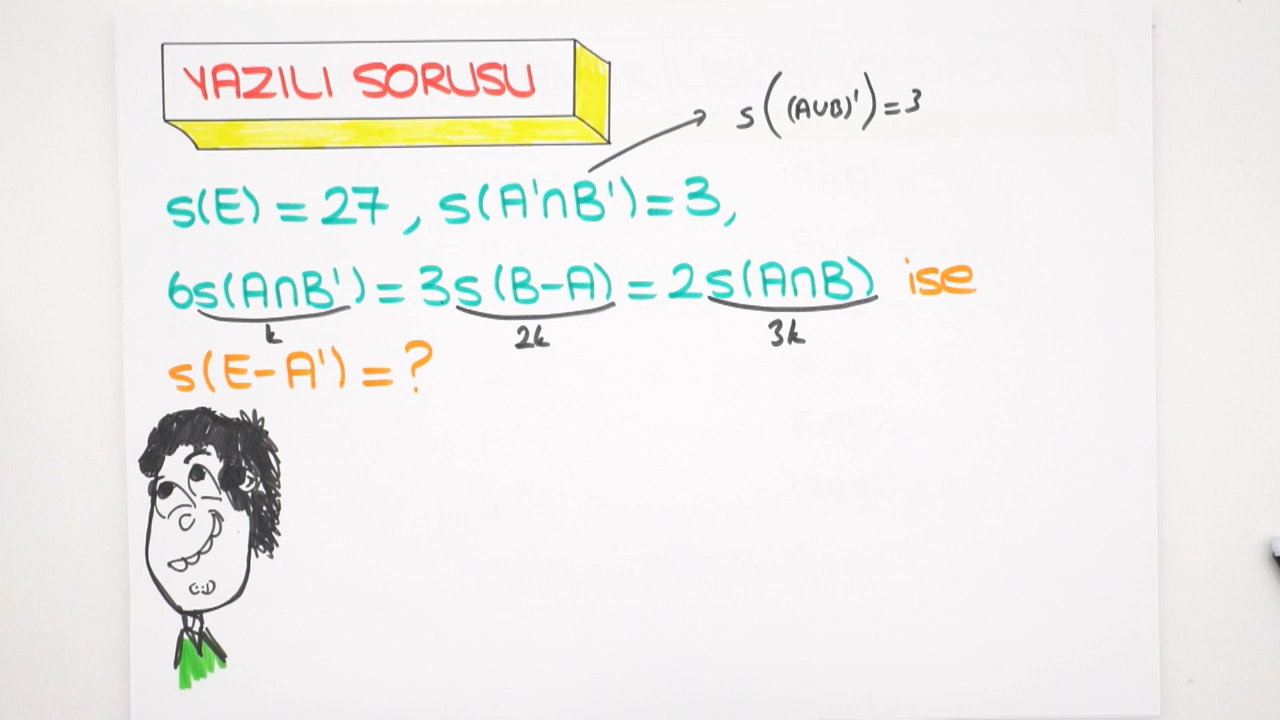 YAZILI SORUSU
s((A∪B)')=3
s(E)=27, s(A'∩B')=3,
6s(A∩B')=3s(B-A)=2s(A∩B) ise
k 2k 3k
s(E-A')=?